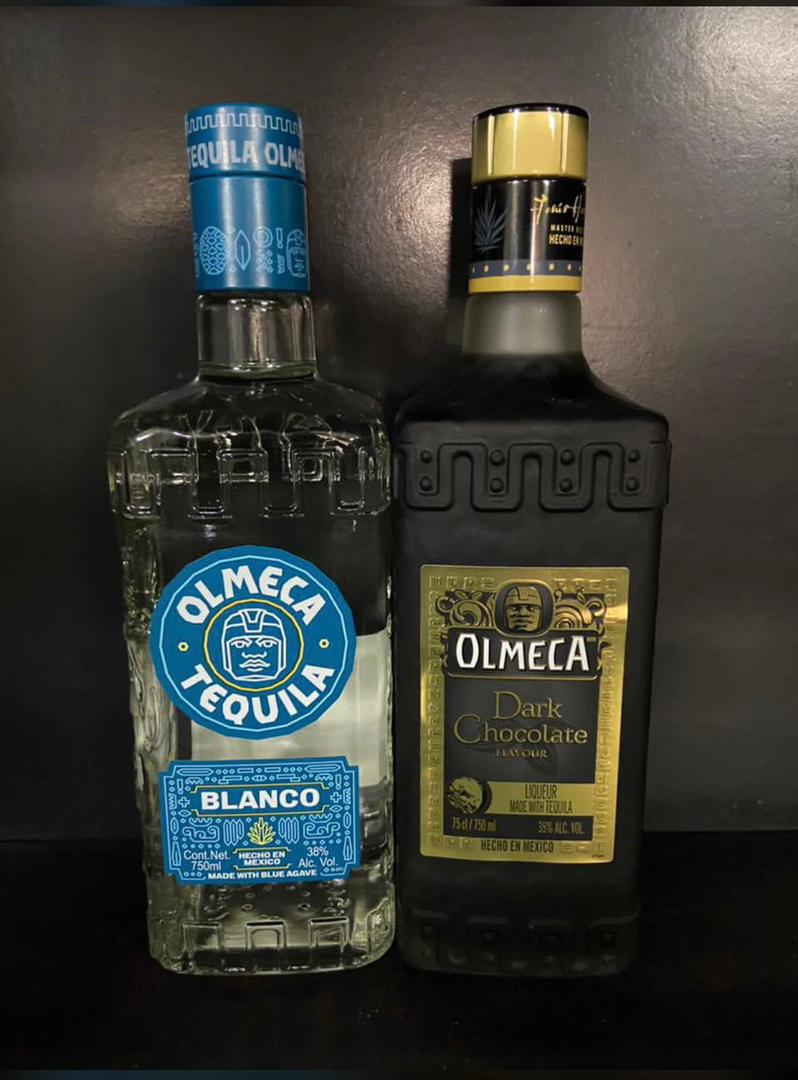 TEQUILA OLME
OLMECA
TEQUILA
BLANCO
Cont.Net.
750ml
HECHO EN
MEXICO
38%
Alc. Vol.
MADE WITH BLUE AGAVE
MASTER
HECHO EN M
OLMECA
Dark
Chocolate
FLAVOUR
LIQUEUR
MADE WITH TEQUILA
75 cl / 750 ml
35% ALC. VOL.
HECHO EN MEXICO